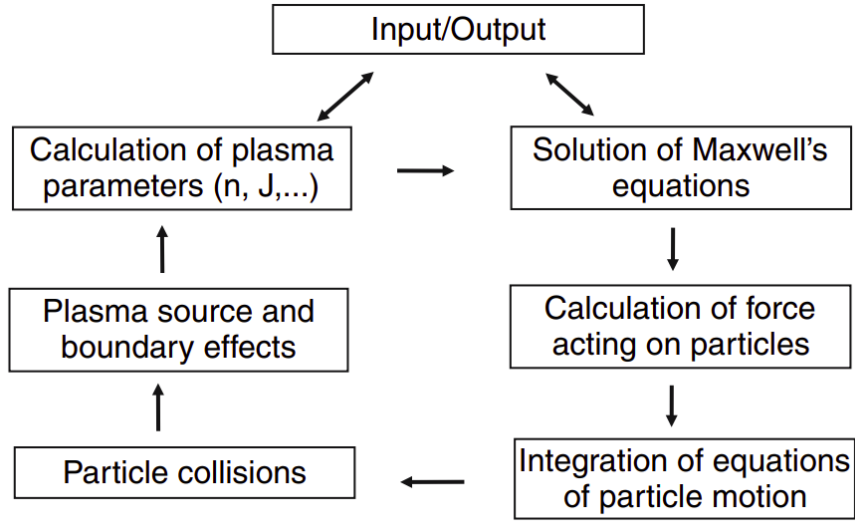 Input/Output
Calculation of plasma
parameters (n, J,...)
Solution of Maxwell's
equations
Plasma source and
boundary effects
Calculation of force
acting on particles
Particle collisions
Integration of equations
of particle motion